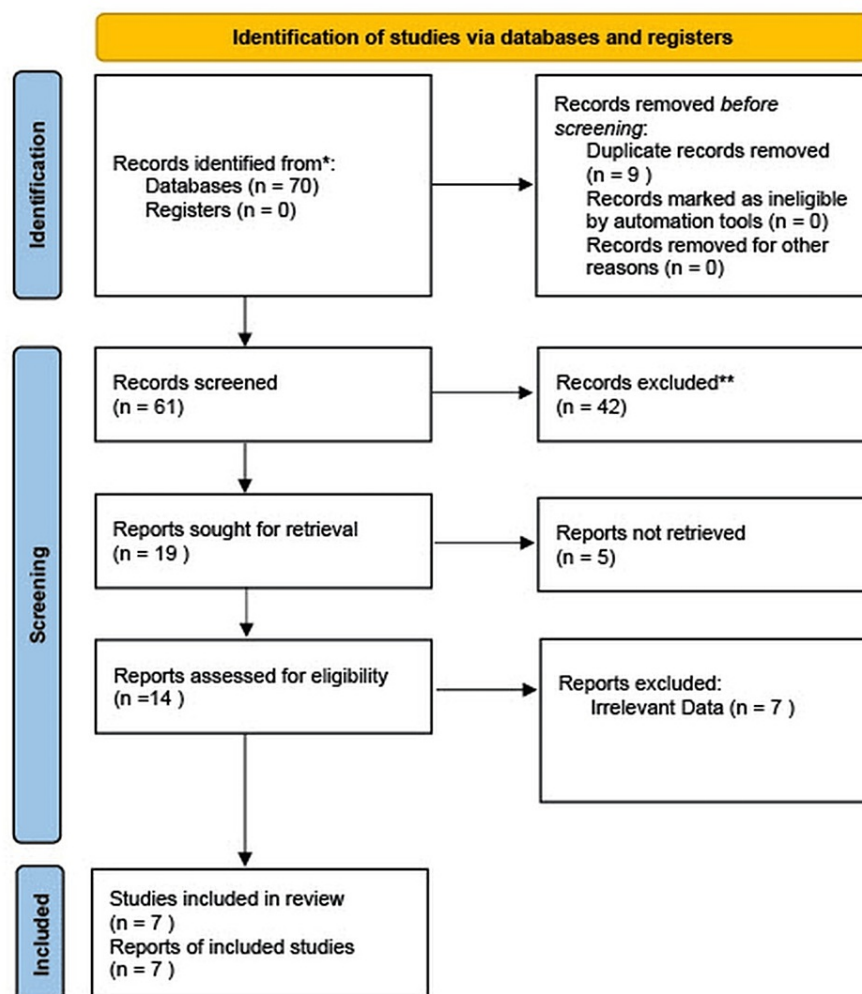 Identification of studies via databases and registers
Identification
Records identified from*:
Databases (n = 70)
Registers (n = 0)
Records removed before
screening:
Duplicate records removed
(n = 9 )
Records marked as ineligible
by automation tools (n = 0)
Records removed for other
reasons (n = 0)
Screening
Records screened
(n = 61)
Records excluded**
(n = 42)
Reports sought for retrieval
(n = 19 )
Reports not retrieved
(n = 5)
Reports assessed for eligibility
(n =14 )
Reports excluded:
Irrelevant Data (n = 7 )
Included
Studies included in review
(n = 7 )
Reports of included studies
(n = 7 )